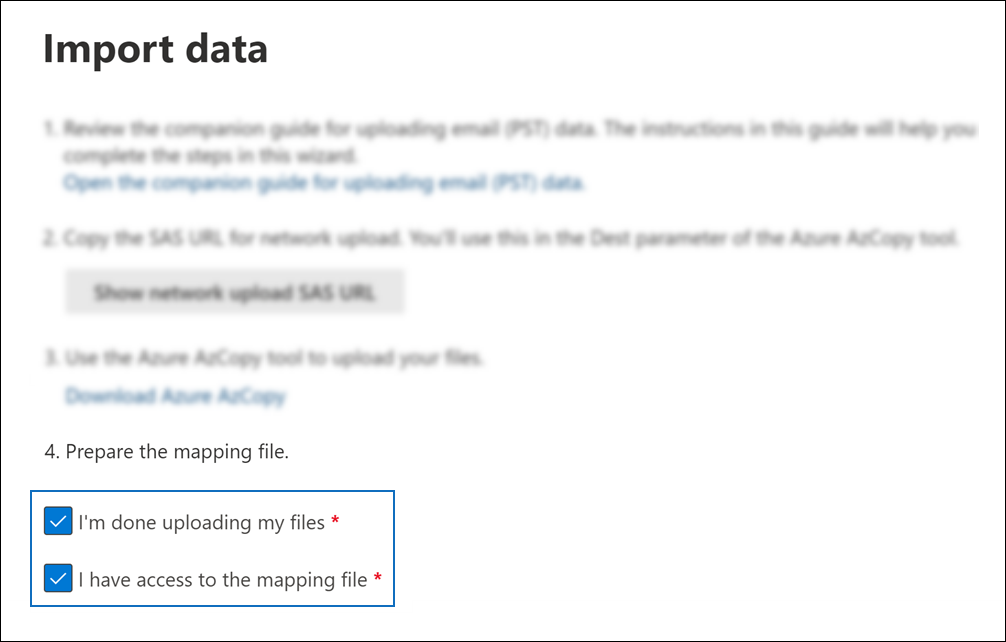 Import data
1. Review the companion guide for uploading email (PST) data. The instructions in this guide will help you
complete the steps in this wizard.
Open the companion guide for uploading email (PST) data.
2. Copy the SAS URL for network upload. You'll use this in the Dest parameter of the Azure AzCopy tool.
Show network upload SAS URL
3. Use the Azure AzCopy tool to upload your files.
Download Azure AzCopy
4. Prepare the mapping file.
I'm done uploading my files *
I have access to the mapping file *